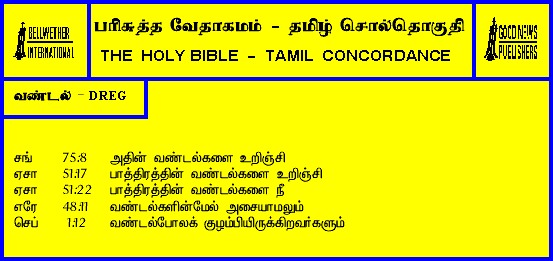 BELLWETHER
INTERNATIONAL
பரிசுத்த வேதாகமம் - தமிழ் சொல்தொகுதி
THE HOLY BIBLE - TAMIL CONCORDANCE
GOOD NEWS
PUBLISHERS
வண்டல் - DREG
சங் 75:8 அதின் வண்டல்களை உறிஞ்சி
ஏசா 51:17 பாத்திரத்தின் வண்டல்களை உறிஞ்சி
ஏசா 51:22 பாத்திரத்தின் வண்டல்களை நீ
எரே 48:11 வண்டல்களின்மேல் அசையாமலும்
செப் 1:12 வண்டல்போலக் குழம்பியிருக்கிறவர்களும்